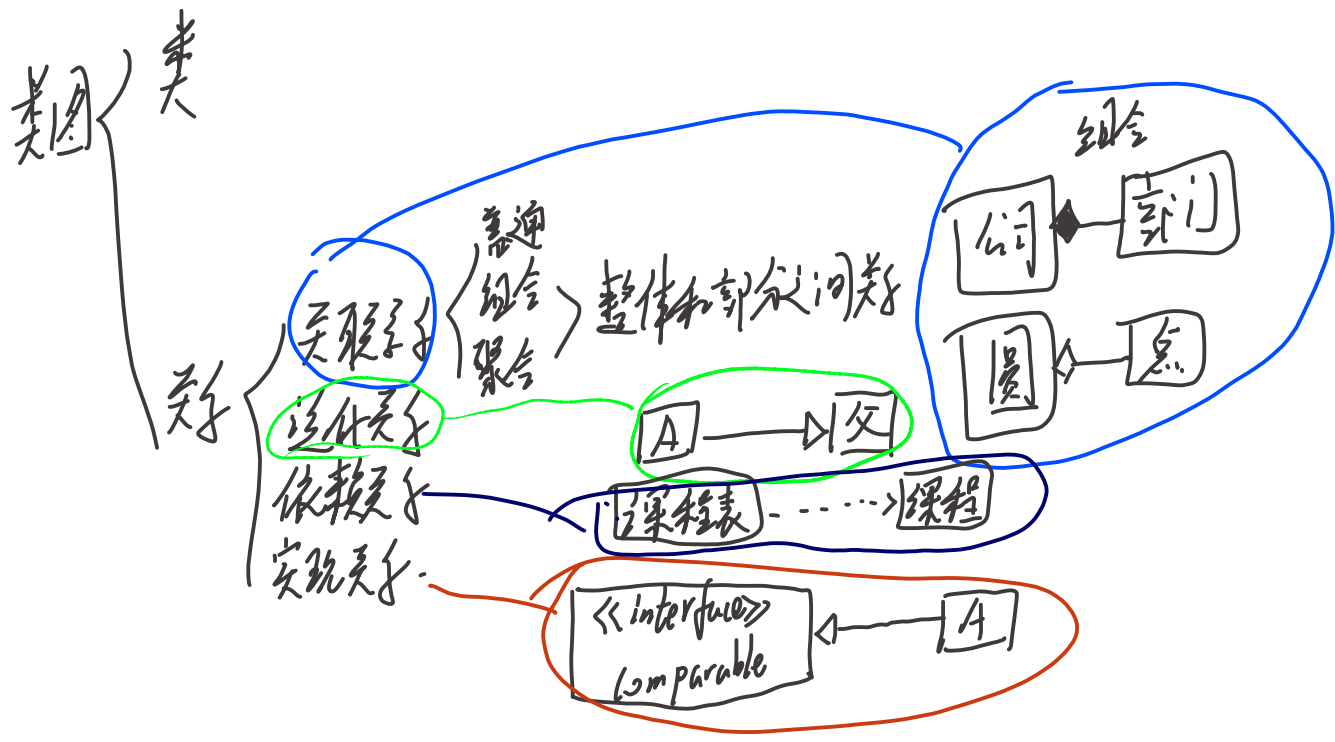 类图
类
关系
关联关系
普通
组合
聚合
整体和部分之间关系
组合
公司
部门
圆
点
泛化关系
A
父
依赖关系
课程表
课程
实现关系
<<interface>>
Comparable
A